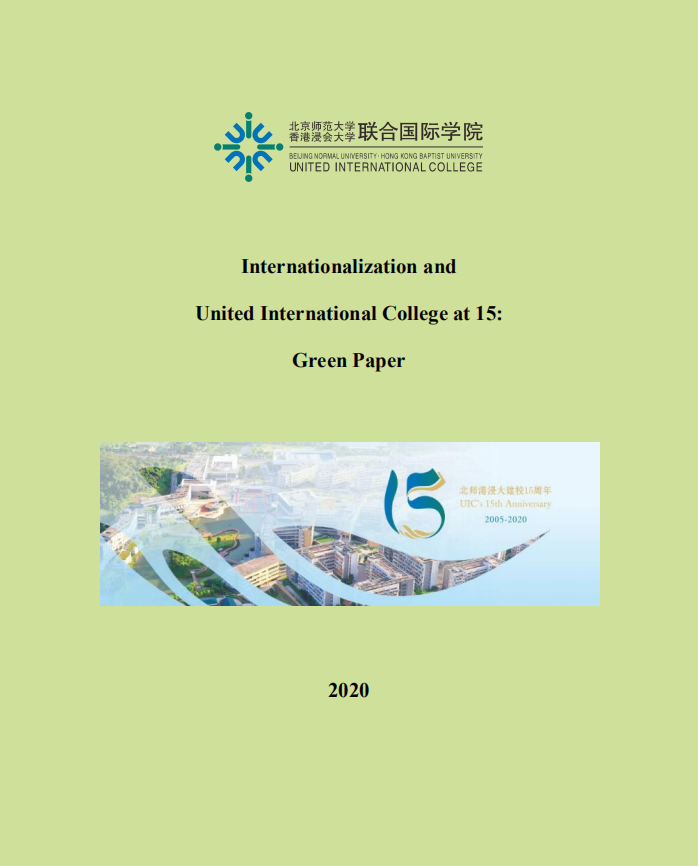 北京师范大学
香港浸会大学 联合国际学院
BEIJING NORMAL UNIVERSITY · HONG KONG BAPTIST UNIVERSITY
UNITED INTERNATIONAL COLLEGE
Internationalization and
United International College at 15:
Green Paper
15
北师港浸大建校15周年
UIC's 15th Anniversary
2005-2020
2020